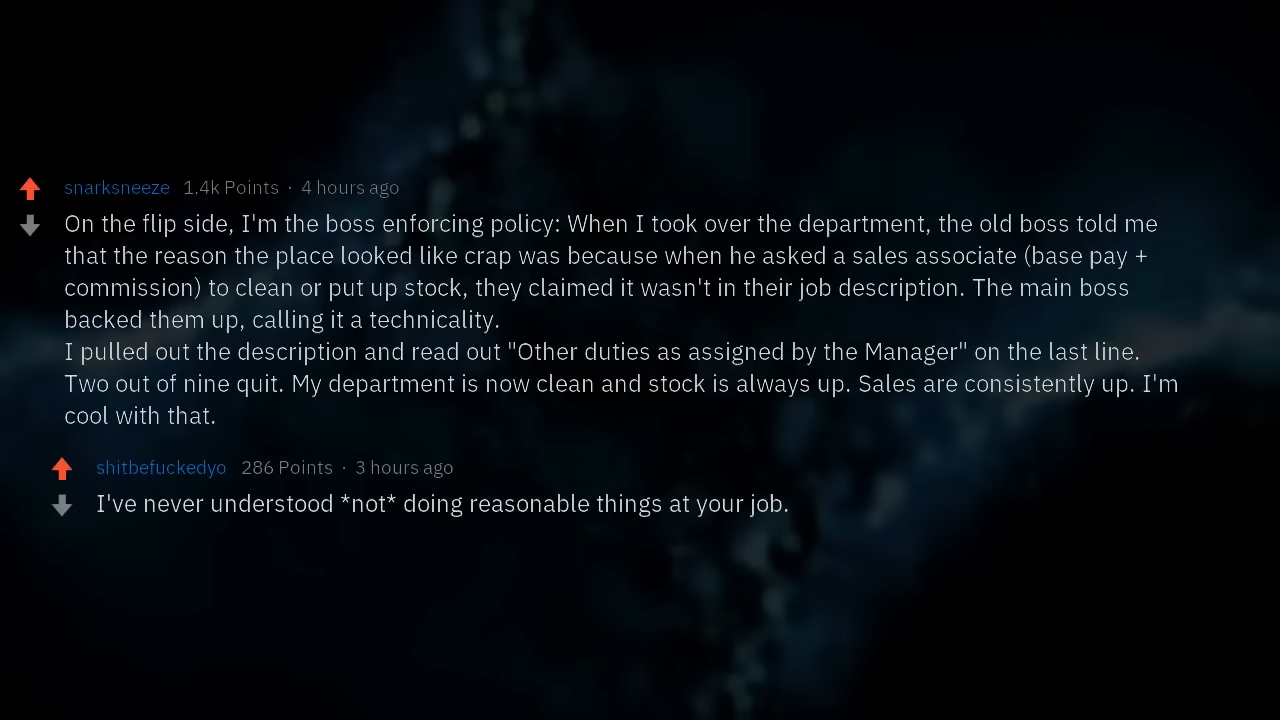 snarksneeze 1.4k Points · 4 hours ago
On the flip side, I'm the boss enforcing policy: When I took over the department, the old boss told me
that the reason the place looked like crap was because when he asked a sales associate (base pay +
commission) to clean or put up stock, they claimed it wasn't in their job description. The main boss
backed them up, calling it a technicality.
I pulled out the description and read out "Other duties as assigned by the Manager" on the last line.
Two out of nine quit. My department is now clean and stock is always up. Sales are consistently up. I'm
cool with that.
shitbefuckedyo 286 Points · 3 hours ago
I've never understood *not* doing reasonable things at your job.